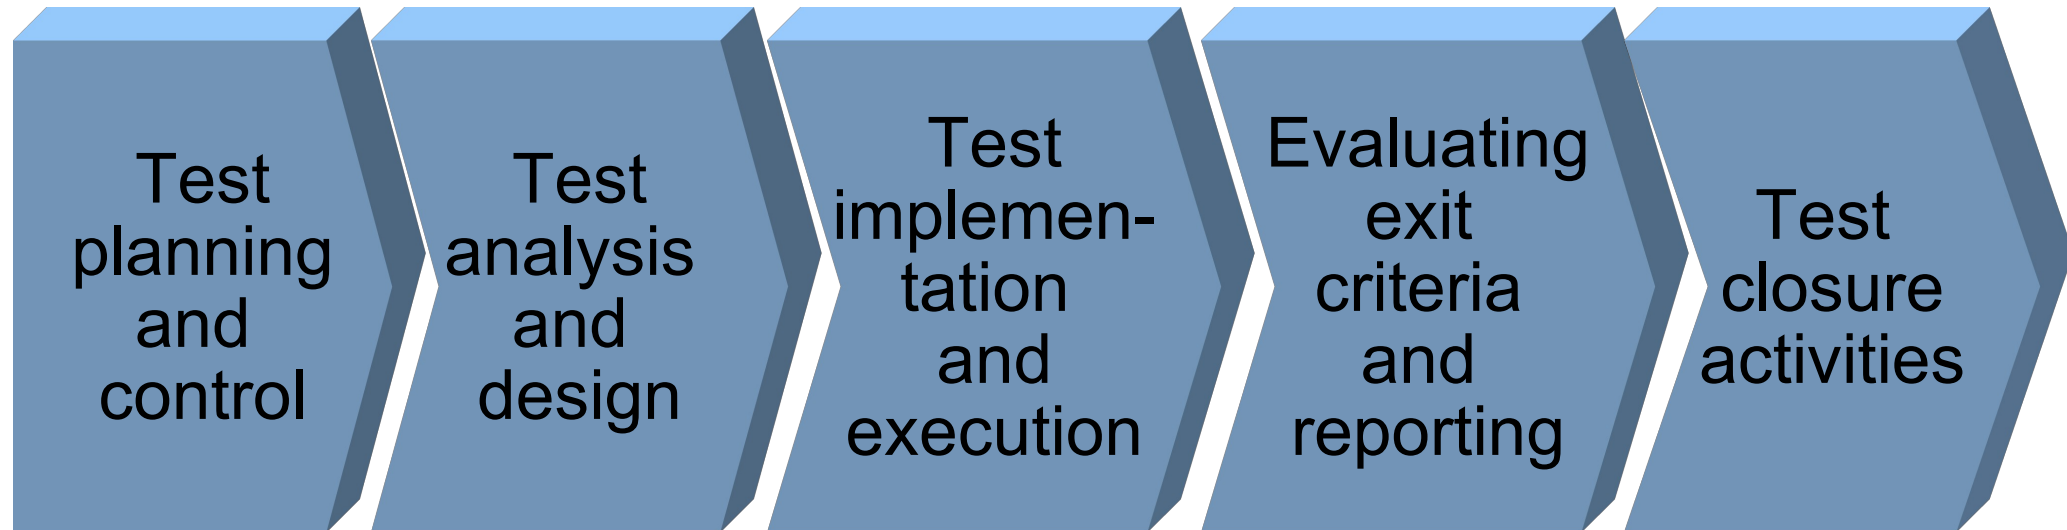 Test
planning
and
control
Test
analysis
and
design
Test
implemen-
tation
and
execution
Evaluating
exit
criteria
and
reporting
Test
closure
activities